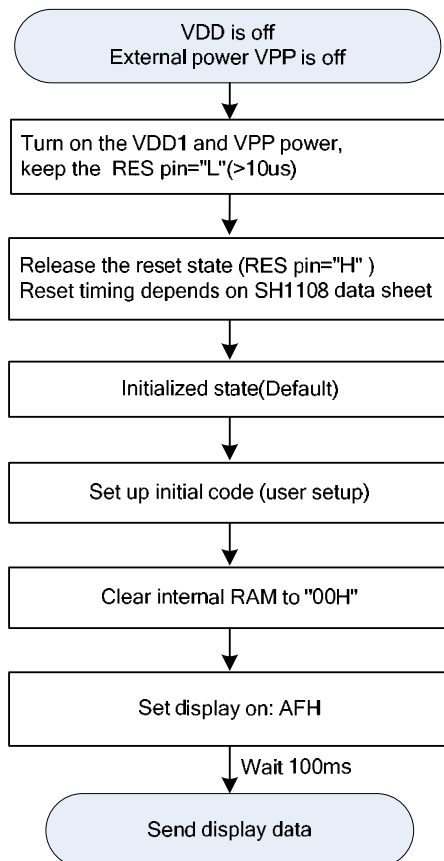 VDD is off
External power VPP is off
Turn on the VDD1 and VPP power,
keep the RES pin="L"(>10us)
Release the reset state (RES pin="H" )
Reset timing depends on SH1108 data sheet
Initialized state(Default)
Set up initial code (user setup)
Clear internal RAM to "00H"
Set display on: AFH
Wait 100ms
Send display data